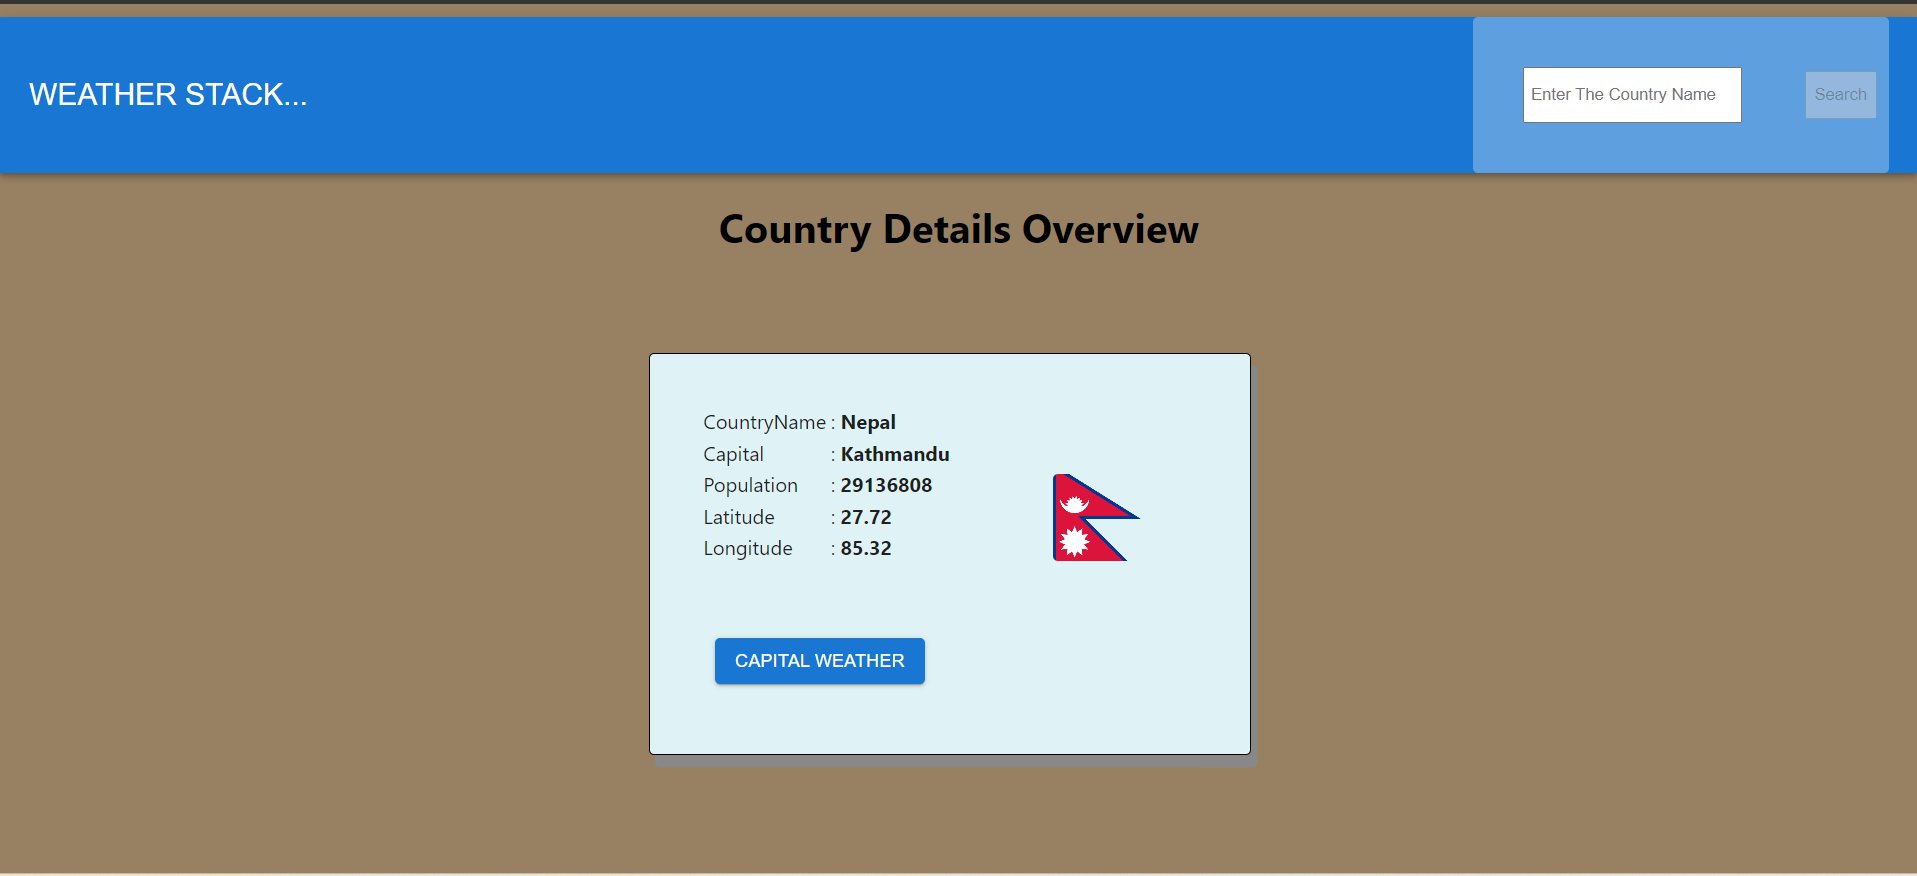 WEATHER STACK...
Enter The Country Name
Search
Country Details Overview
CountryName : Nepal
Capital : Kathmandu
Population : 29136808
Latitude : 27.72
Longitude : 85.32
CAPITAL WEATHER